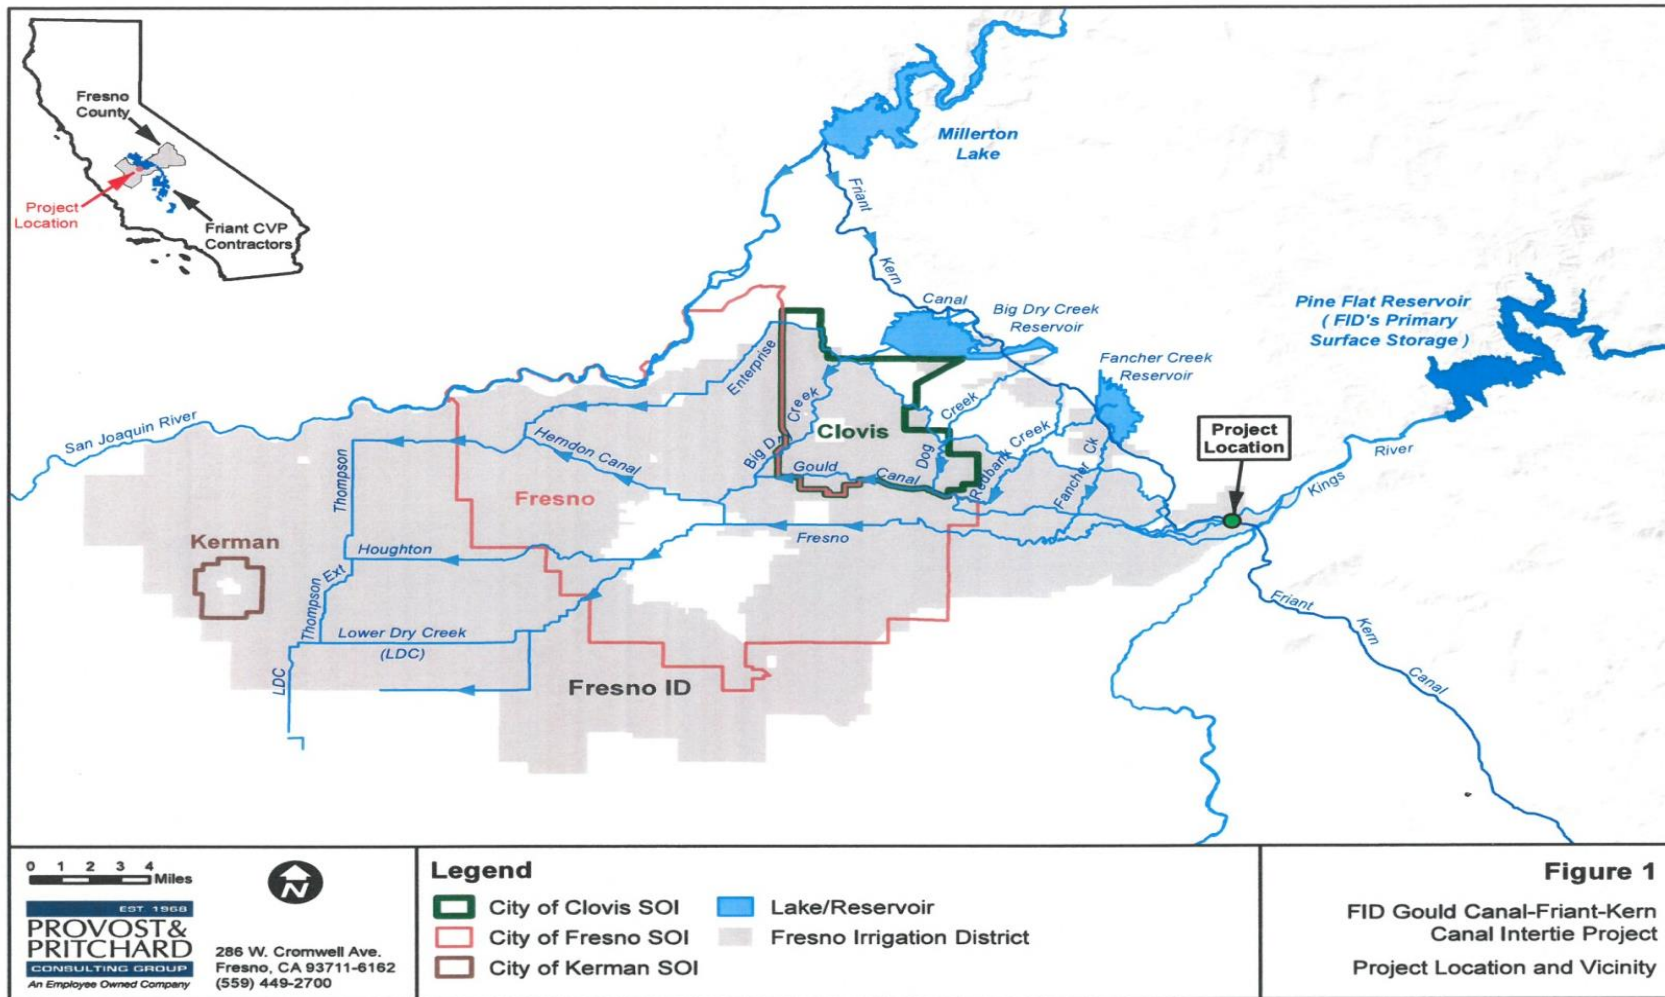 Fresno
County
Project
Location
Friant CVP
Contractors
Millerton
Lake
Friant
Kern
Canal
Big Dry Creek
Reservoir
Pine Flat Reservoir
( FID's Primary
Surface Storage )
Fancher Creek
Reservoir
Project
Location
Kings
River
San Joaquin River
Enterprise
Creek
Clovis
Creek
Dog
Creek
Redbank
Fancher Ck
Herndon Canal
Gould
Canal
Thompson
Fresno
Fresno
Kerman
Houghton
Thompson Ext
Lower Dry Creek
(LDC)
LDC
Fresno ID
Friant
Kern
Canal
0 1 2 3 4
Miles
N
EST 1968
PROVOST&
PRITCHARD
CONSULTING GROUP
An Employee Owned Company
286 W. Cromwell Ave.
Fresno, CA 93711-6162
(559) 449-2700
Legend
City of Clovis SOI
City of Fresno SOI
City of Kerman SOI
Lake/Reservoir
Fresno Irrigation District
Figure 1
FID Gould Canal-Friant-Kern
Canal Intertie Project
Project Location and Vicinity